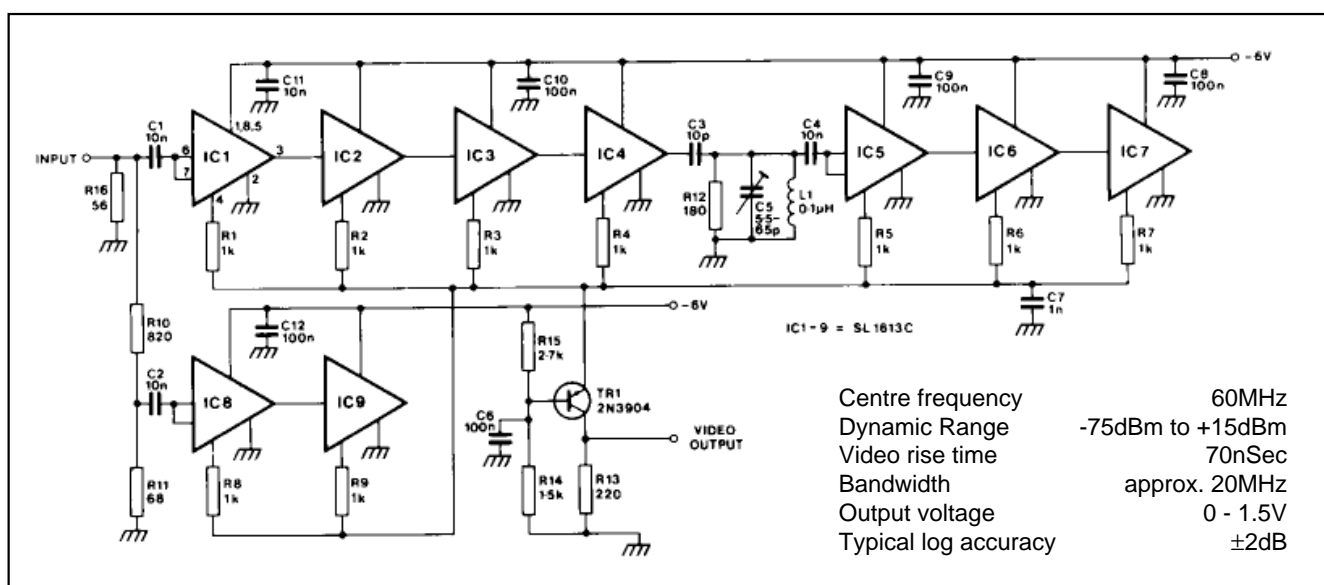 -6V
C11
10n
C10
100n
C9
100n
C8
100n
C1
10n
1,8,5
INPUT
6
7
IC1
3
2
4
IC2
IC3
IC4
C3
10p
C4
10n
IC5
IC6
IC7
R16
56
R12
180
C5
5·5-
65p
L1
0·1µH
R1
1k
R2
1k
R3
1k
R4
1k
R5
1k
R6
1k
R7
1k
C7
1n
IC1-9 = SL1613C
R10
820
C12
100n
-6V
R15
2·7k
C2
10n
IC8
IC9
TR1
2N3904
C6
100n
VIDEO
OUTPUT
R11
68
R8
1k
R9
1k
R14
1·5k
R13
220
Centre frequency 60MHz
Dynamic Range -75dBm to +15dBm
Video rise time 70nSec
Bandwidth approx. 20MHz
Output voltage 0 - 1.5V
Typical log accuracy ±2dB